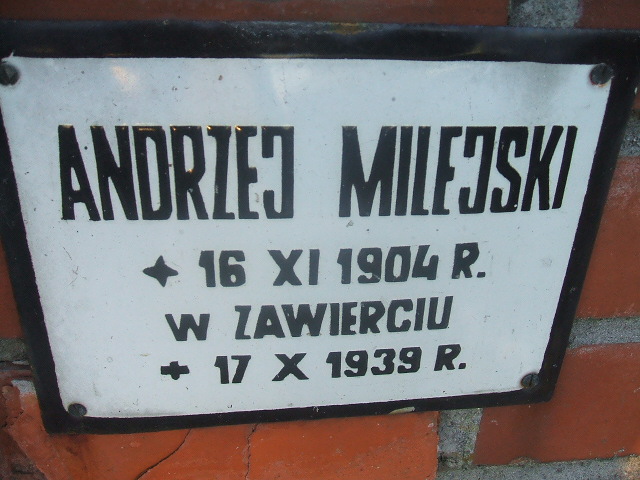 ANDRZEJ MILEJSKI
✦ 16 XI 1904 R.
W ZAWIERCIU
+ 17 X 1939 R.